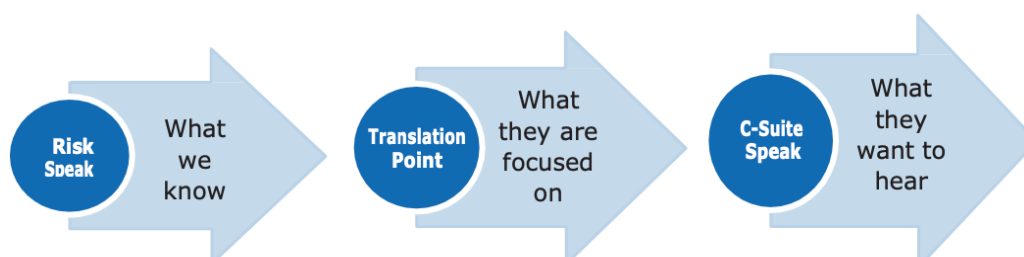 Risk
Speak
What
we
know
Translation
Point
What
they are
focused
on
C-Suite
Speak
What
they
want to
hear